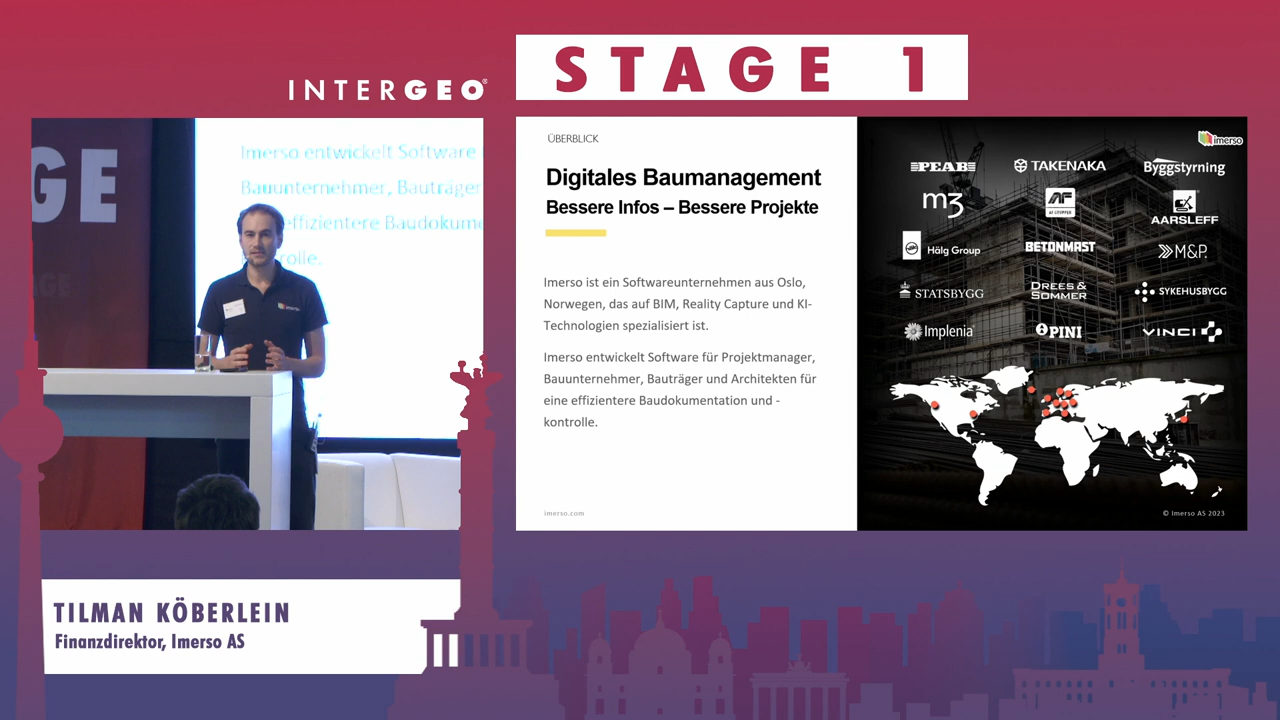 STAGE 1
INTERGEO®
GE
GE
Imerso entwickelt Software
Bauunternehmer, Bauträger
effizientere Baudokume
rolle.
ÜBERBLICK
Digitales Baumanagement
Bessere Infos – Bessere Projekte
Imerso ist ein Softwareunternehmen aus Oslo,
Norwegen, das auf BIM, Reality Capture und KI-
Technologien spezialisiert ist.
Imerso entwickelt Software für Projektmanager,
Bauunternehmer, Bauträger und Architekten für
eine effizientere Baudokumentation und -
kontrolle.
imerso.com
imerso
PEAB TAKENAKA Byggstyrning
m3 AF GRUPPEN AARSLEFF
Hälg Group BETONMAST M&P.
STATSBYGG DREES & SOMMER SYKEHUSBYGG
Implenia PINI VINCI
© Imerso AS 2023
TILMAN KÖBERLEIN
Finanzdirektor, Imerso AS